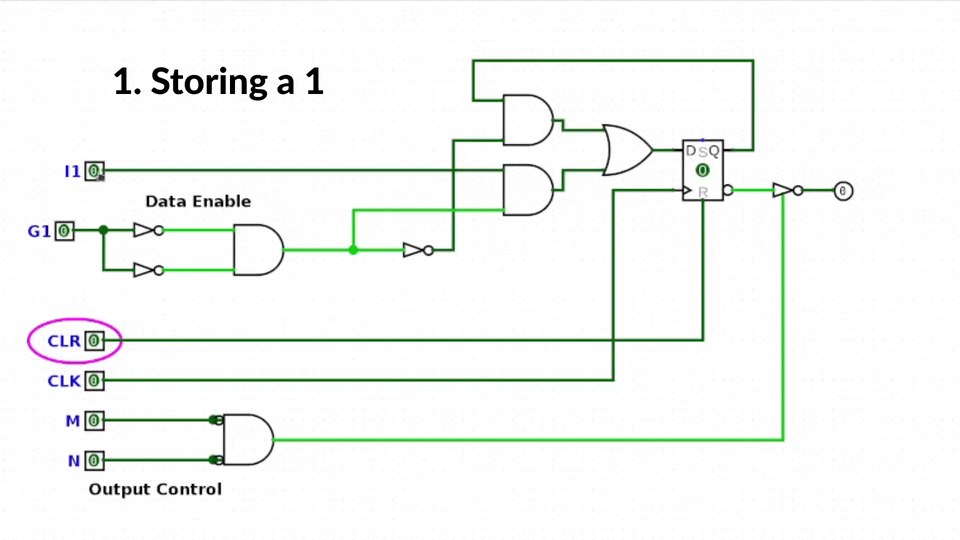 1. Storing a 1
D S Q
0
R
I1 0
0
Data Enable
G1 0
CLR 0
CLK 0
M 0
N 0
Output Control